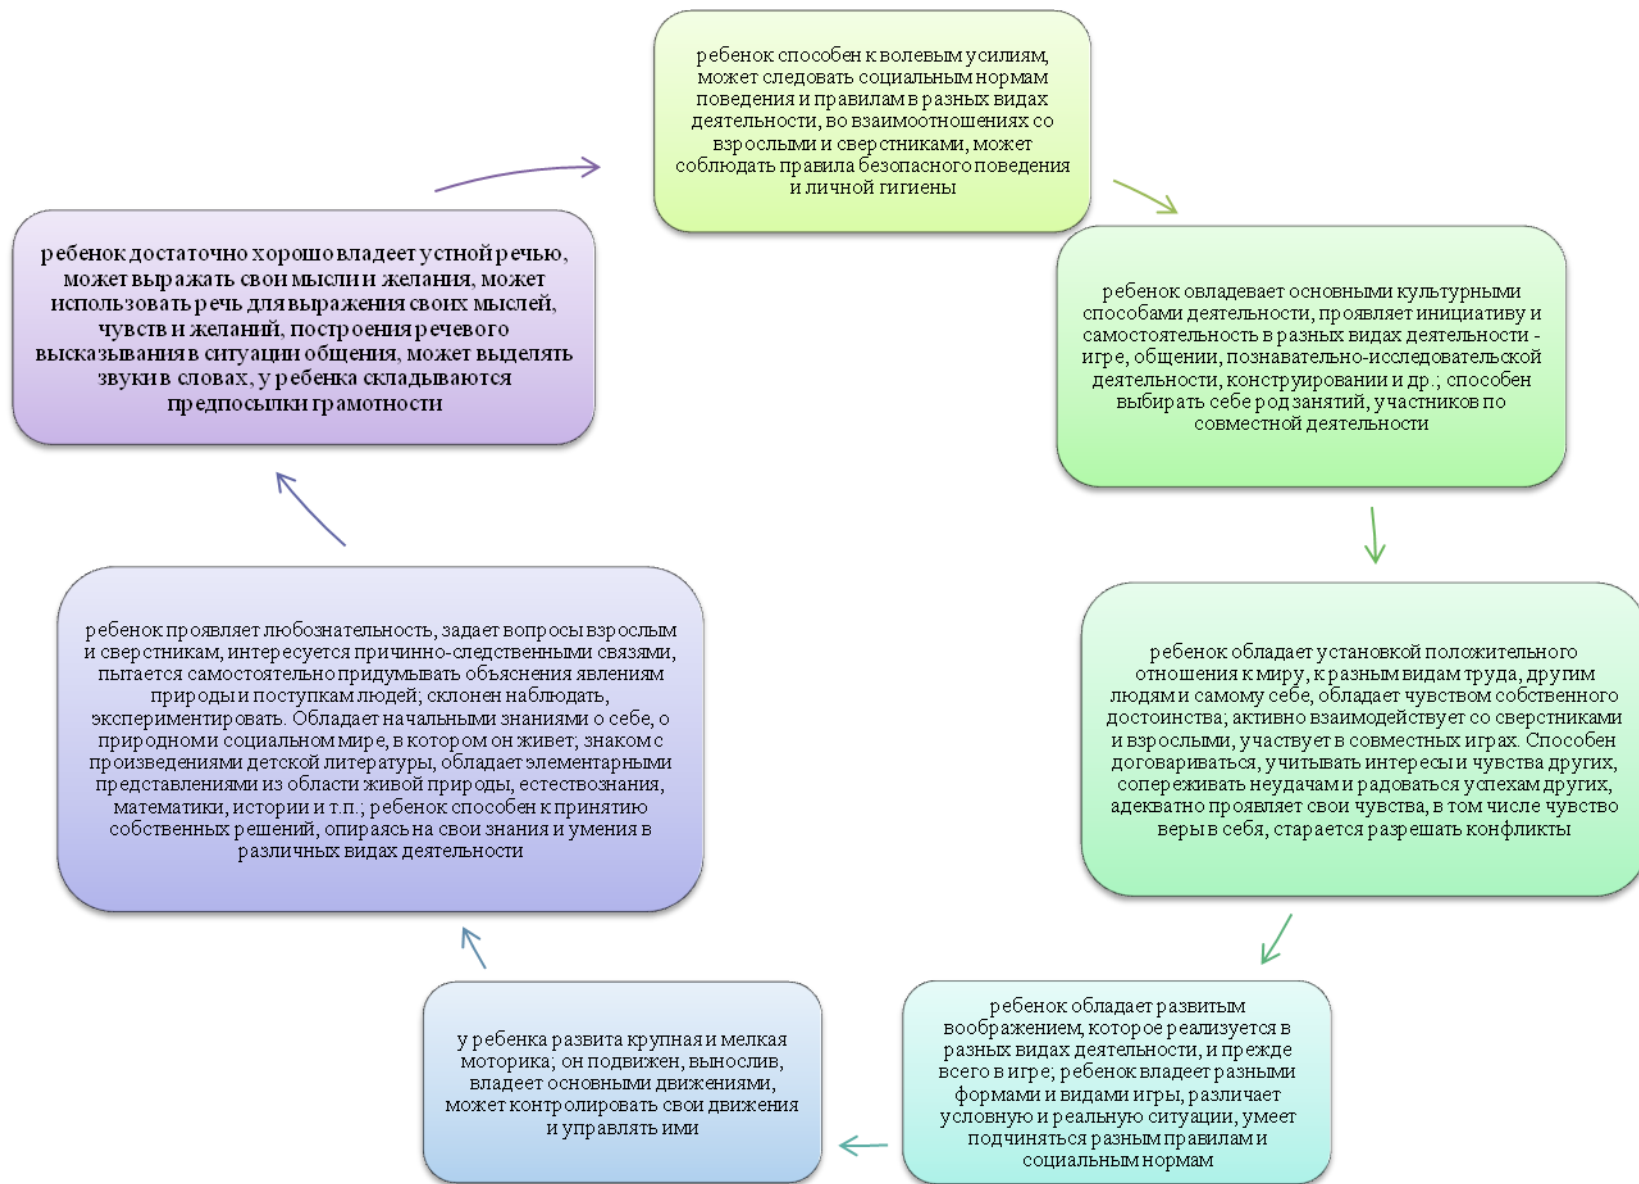 ребенок способен к волевым усилиям,
может следовать социальным нормам
поведения и правилам в разных видах
деятельности, во взаимоотношениях со
взрослыми и сверстниками, может
соблюдать правила безопасного поведения
и личной гигиены
ребенок овладевает основными культурными
способами деятельности, проявляет инициативу и
самостоятельность в разных видах деятельности -
игре, общении, познавательно-исследовательской
деятельности, конструировании и др.; способен
выбирать себе род занятий, участников по
совместной деятельности
ребенок обладает установкой положительного
отношения к миру, к разным видам труда, другим
людям и самому себе, обладает чувством собственного
достоинства; активно взаимодействует со сверстниками
и взрослыми, участвует в совместных играх. Способен
договариваться, учитывать интересы и чувства других,
сопереживать неудачам и радоваться успехам других,
адекватно проявляет свои чувства, в том числе чувство
веры в себя, старается разрешать конфликты
ребенок обладает развитым
воображением, которое реализуется в
разных видах деятельности, и прежде
всего в игре; ребенок владеет разными
формами и видами игры, различает
условную и реальную ситуации, умеет
подчиняться разным правилам и
социальным нормам
у ребенка развита крупная и мелкая
моторика; он подвижен, вынослив,
владеет основными движениями,
может контролировать свои движения
и управлять ими
ребенок проявляет любознательность, задает вопросы взрослым
и сверстникам, интересуется причинно-следственными связями,
пытается самостоятельно придумывать объяснения явлениям
природы и поступкам людей; склонен наблюдать,
экспериментировать. Обладает начальными знаниями о себе, о
природном и социальном мире, в котором он живет; знаком с
произведениями детской литературы, обладает элементарными
представлениями из области живой природы, естествознания,
математики, истории и т.п.; ребенок способен к принятию
собственных решений, опираясь на свои знания и умения в
различных видах деятельности
ребенок достаточно хорошо владеет устной речью,
может выражать свои мысли и желания, может
использовать речь для выражения своих мыслей,
чувств и желаний, построения речевого
высказывания в ситуации общения, может выделять
звуки в словах, у ребенка складываются
предпосылки грамотности